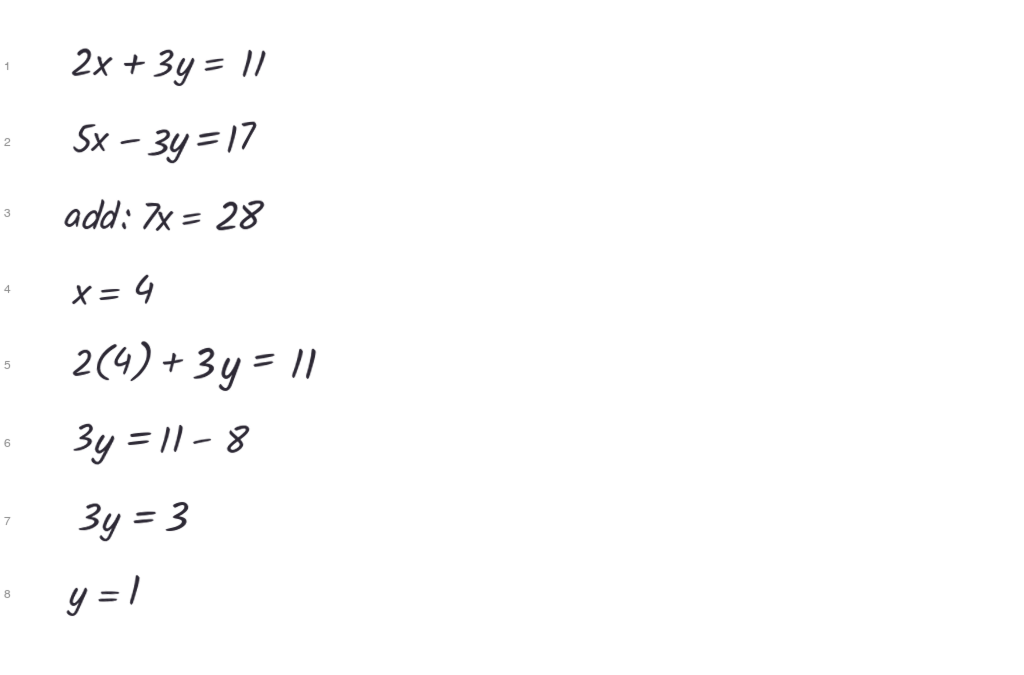 1 2x + 3y = 11
2 5x - 3y = 17
3 add: 7x = 28
4 x = 4
5 2(4) + 3y = 11
6 3y = 11 - 8
7 3y = 3
8 y = 1